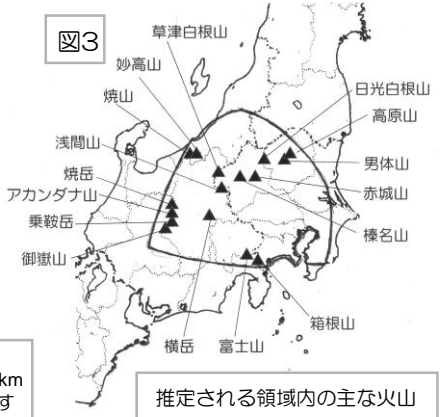 図3
草津白根山
妙高山
焼山
浅間山
焼岳
アカンダナ山
乗鞍岳
御嶽山
横岳
富士山
箱根山
榛名山
赤城山
男体山
高原山
日光白根山
km
す
推定される領域内の主な火山